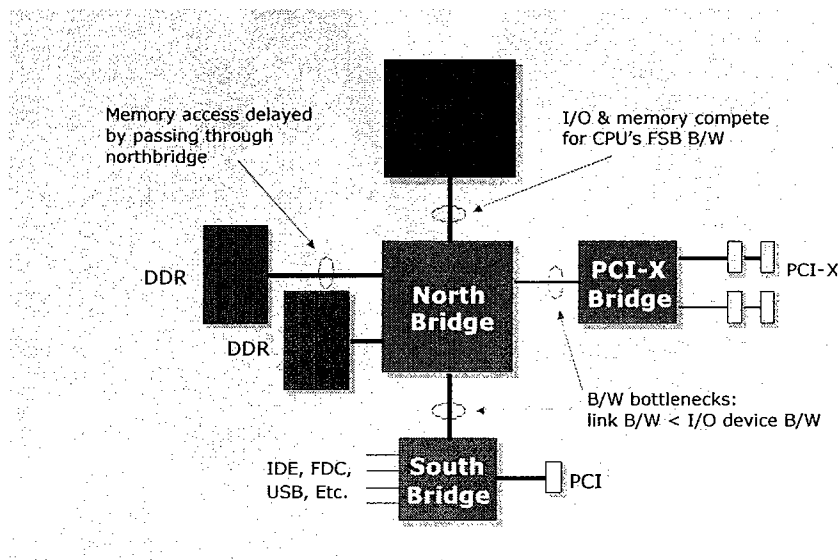 Memory access delayed
by passing through
northbridge
I/O & memory compete
for CPU's FSB B/W
DDR
North
Bridge
PCI-X
Bridge
PCI-X
DDR
B/W bottlenecks:
link B/W < I/O device B/W
IDE, FDC,
USB, Etc.
South
Bridge
PCI